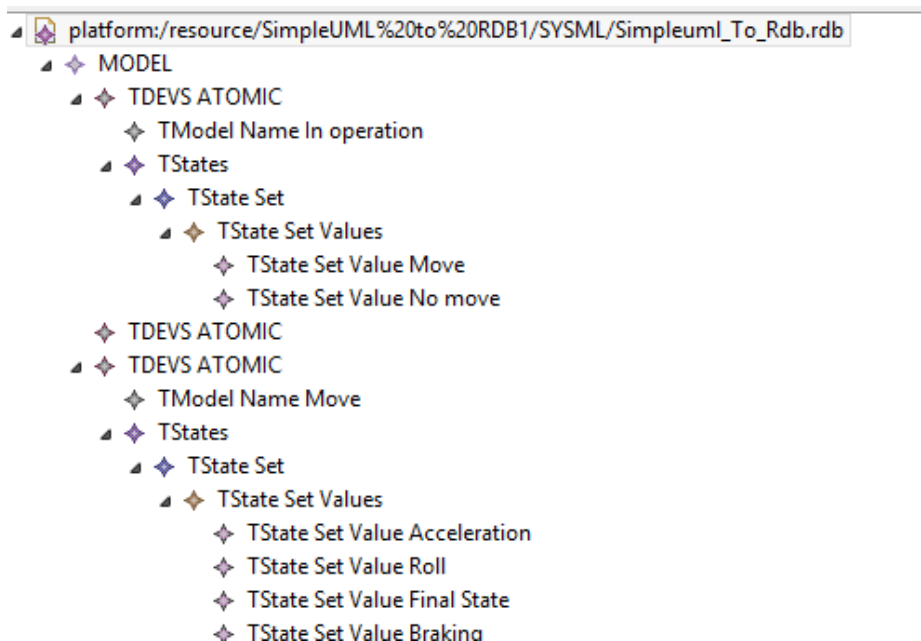 platform:/resource/SimpleUML%20to%20RDB1/SYSML/Simpleuml_To_Rdb.rdb
MODEL
TDEVS ATOMIC
TModel Name In operation
TStates
TState Set
TState Set Values
TState Set Value Move
TState Set Value No move
TDEVS ATOMIC
TDEVS ATOMIC
TModel Name Move
TStates
TState Set
TState Set Values
TState Set Value Acceleration
TState Set Value Roll
TState Set Value Final State
TState Set Value Braking